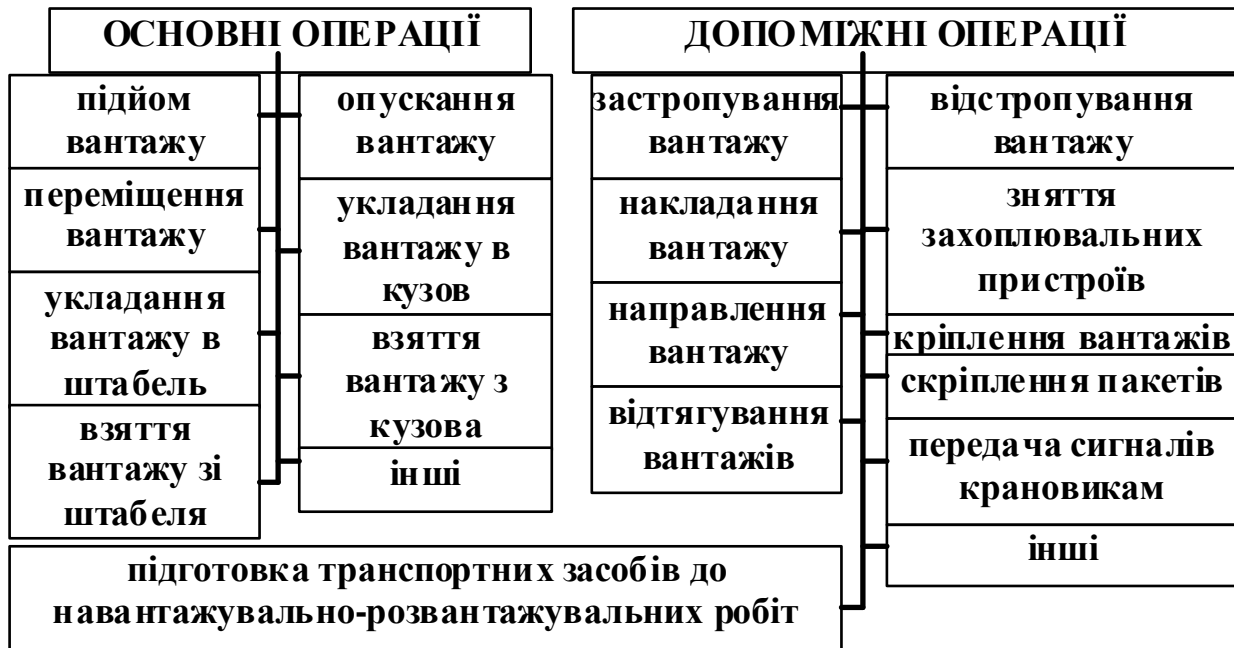 ОСНОВНІ ОПЕРАЦІЇ
підйом
вантажу
переміщення
вантажу
укладання
вантажу в
штабель
взяття
вантажу зі
штабеля
опускання
вантажу
укладання
вантажу в
кузов
взяття
вантажу з
кузова
інші
ДОПОМІЖНІ ОПЕРАЦІЇ
застропування
вантажу
накладання
вантажу
направлення
вантажу
відтягування
вантажів
відстропування
вантажу
зняття
захоплювальних
пристроїв
кріплення вантажів
скріплення пакетів
передача сигналів
крановикам
інші
підготовка транспортних засобів до
навантажувально-розвантажувальних робіт